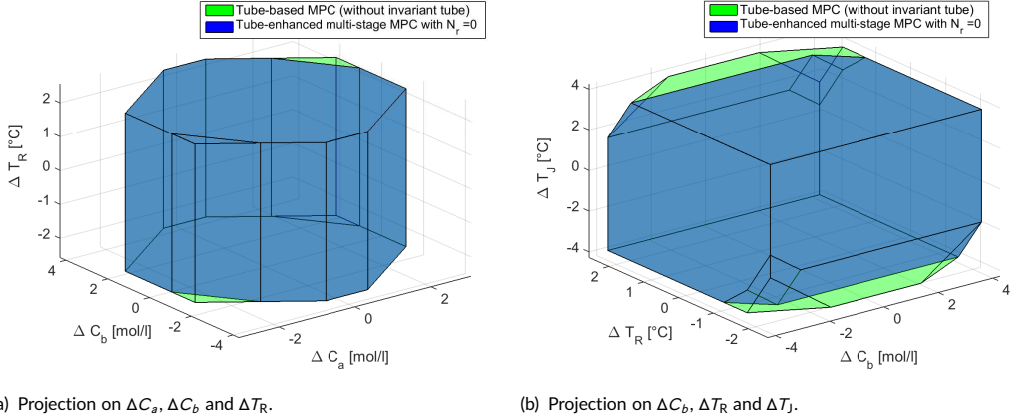 Tube-based MPC (without invariant tube)
Tube-enhanced multi-stage MPC with N_r=0
Δ T_R [°C]
2
1
0
-1
-2
4
2
0
-2
-4
Δ C_b [mol/l]
-2
0
2
Δ C_a [mol/l]
Tube-based MPC (without invariant tube)
Tube-enhanced multi-stage MPC with N_r=0
Δ T_J [°C]
4
2
0
-2
-4
2
1
0
-1
-2
Δ T_R [°C]
-4
-2
0
2
4
Δ C_b [mol/l]
) Projection on ΔC_a, ΔC_b and ΔT_R.
(b) Projection on ΔC_b, ΔT_R and ΔT_J.